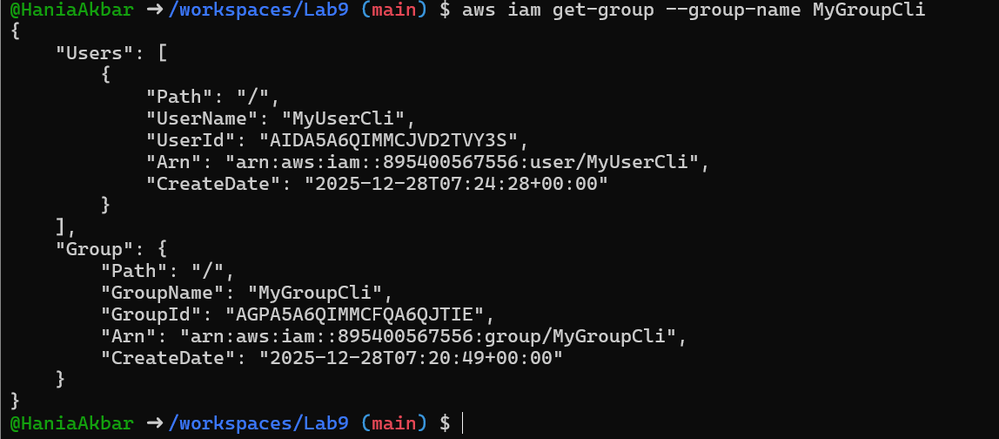 @HaniaAkbar ➜ /workspaces/Lab9 (main) $ aws iam get-group --group-name MyGroupCli
{
    "Users": [
        {
            "Path": "/",
            "UserName": "MyUserCli",
            "UserId": "AIDA5A6QIMMCJVD2TVY3S",
            "Arn": "arn:aws:iam::895400567556:user/MyUserCli",
            "CreateDate": "2025-12-28T07:24:28+00:00"
        }
    ],
    "Group": {
        "Path": "/",
        "GroupName": "MyGroupCli",
        "GroupId": "AGPA5A6QIMMCFQA6QJTIE",
        "Arn": "arn:aws:iam::895400567556:group/MyGroupCli",
        "CreateDate": "2025-12-28T07:20:49+00:00"
    }
}
@HaniaAkbar ➜ /workspaces/Lab9 (main) $